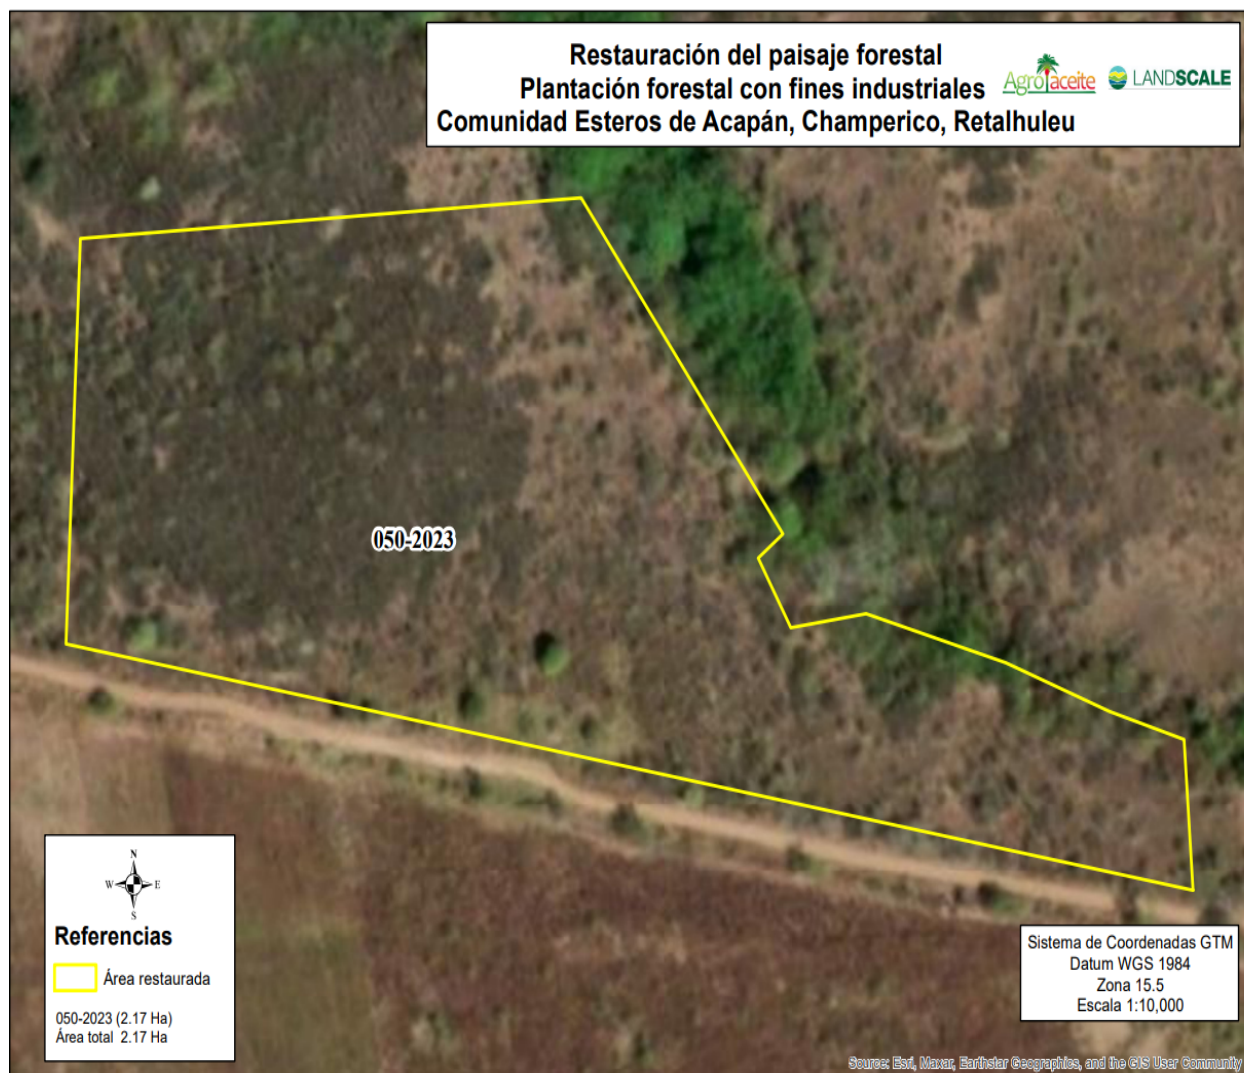 Restauración del paisaje forestal
Plantación forestal con fines industriales
Comunidad Esteros de Acapán, Champerico, Retalhuleu
Agroaceite
LANDSCALE
050-2023
N
W E
S
Referencias
Área restaurada
050-2023 (2.17 Ha)
Área total 2.17 Ha
Sistema de Coordenadas GTM
Datum WGS 1984
Zona 15.5
Escala 1:10,000
Source: Esri, Maxar, Earthstar Geographics, and the GIS User Community